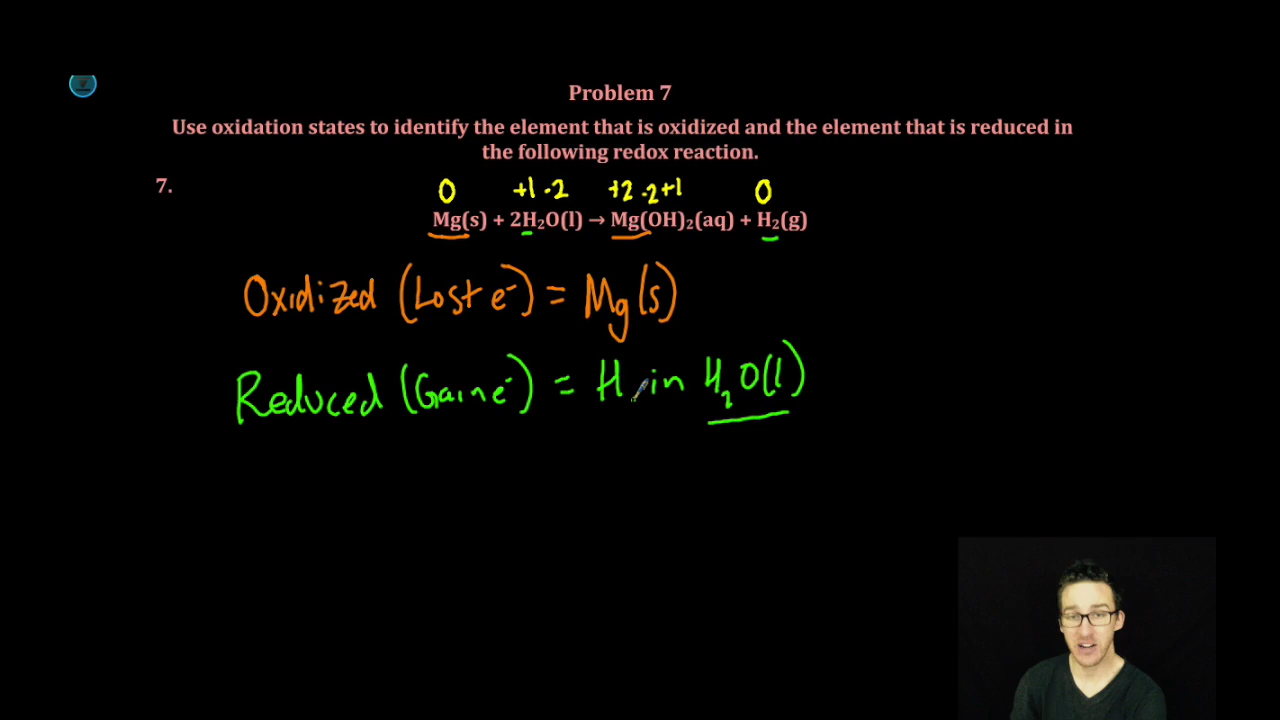 Problem 7
Use oxidation states to identify the element that is oxidized and the element that is reduced in
the following redox reaction.
7.
0 +1 -2 +2 -2 +1 0
Mg(s) + 2H₂O(l) → Mg(OH)₂(aq) + H₂(g)
Oxidized (Lost e⁻) = Mg(s)
Reduced (Gain e⁻) = H in H₂O(l)